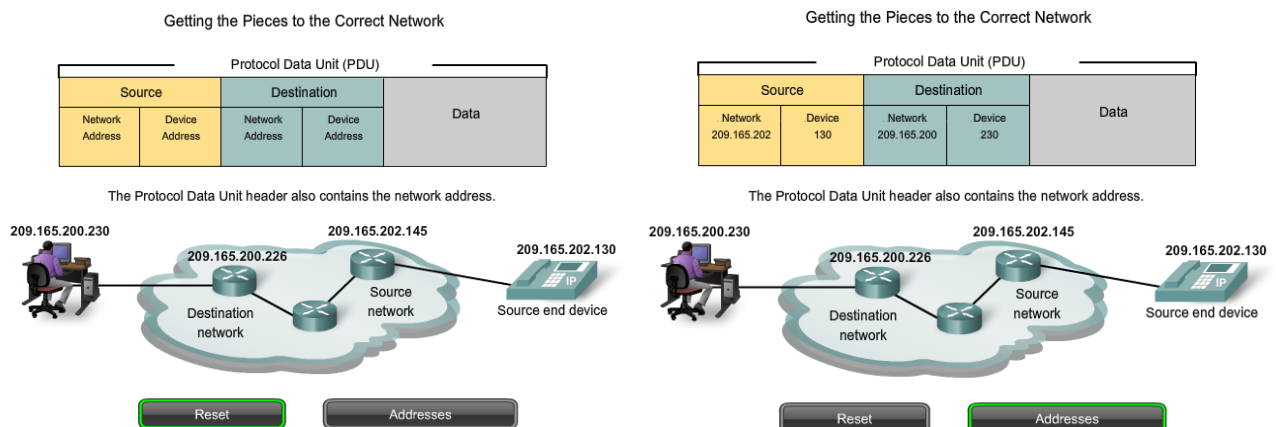 Getting the Pieces to the Correct Network
Protocol Data Unit (PDU)
Source Destination Data
Network Address Device Address Network Address Device Address
The Protocol Data Unit header also contains the network address.
209.165.200.230
209.165.202.145
209.165.200.226
209.165.202.130
IP
Source network
Destination network
Source end device
Reset Addresses
Getting the Pieces to the Correct Network
Protocol Data Unit (PDU)
Source Destination Data
Network 209.165.202 Device 130 Network 209.165.200 Device 230
The Protocol Data Unit header also contains the network address.
209.165.200.230
209.165.202.145
209.165.200.226
209.165.202.130
IP
Source network
Destination network
Source end device
Reset Addresses